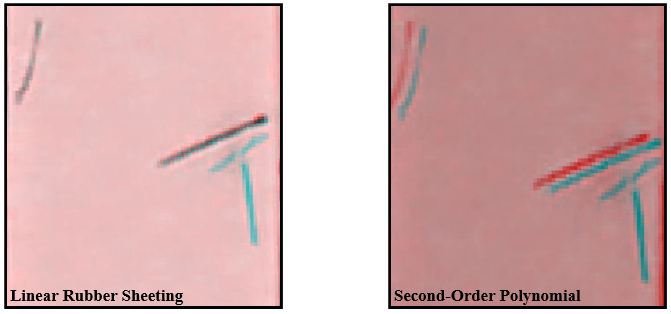 Linear Rubber Sheeting
Second-Order Polynomial